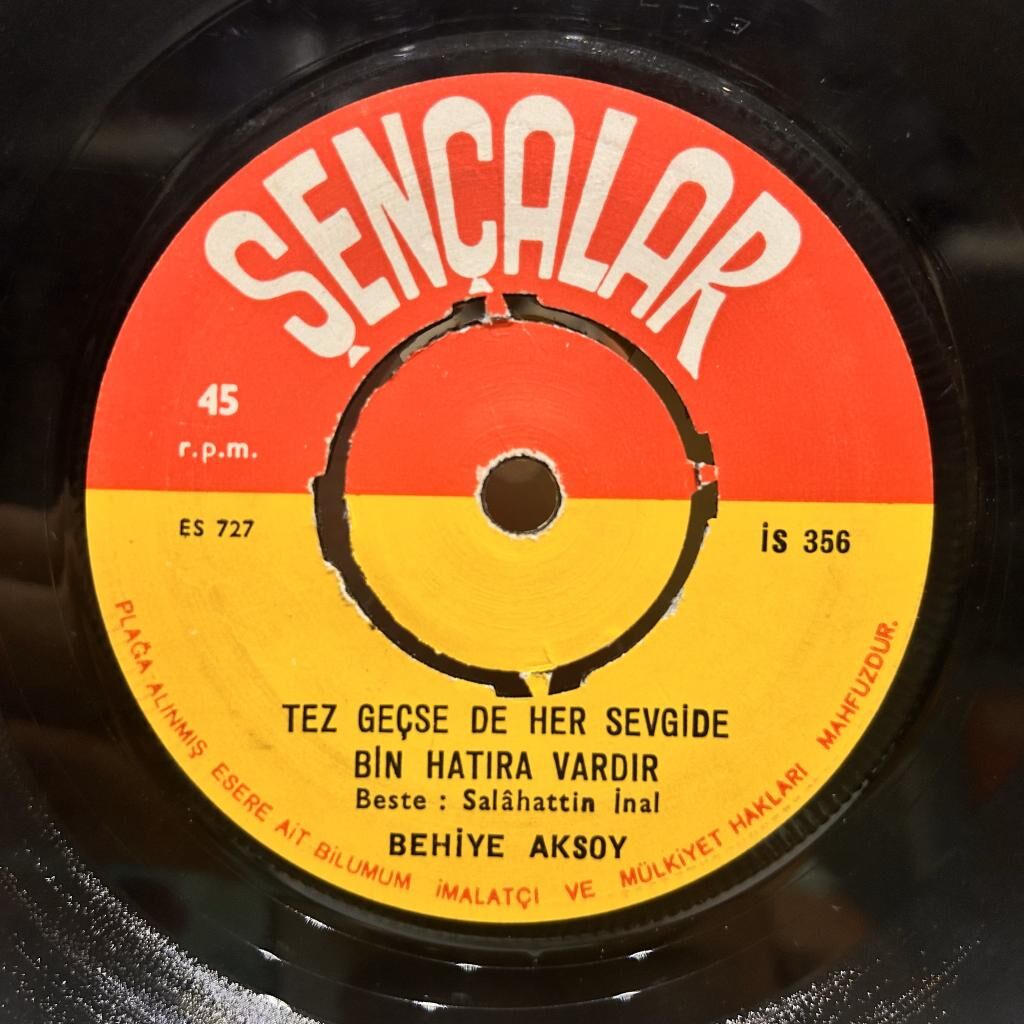 ŞENÇALAR
45
r.p.m.
ES 727
İS 356
TEZ GEÇSE DE HER SEVGİDE
BİN HATIRA VARDIR
Beste : Salâhattin İnal
BEHİYE AKSOY
PLAĞA ALINMIŞ ESERE AİT BİLUMUM İMALATÇI VE MÜLKİYET HAKLARI MAHFUZDUR.